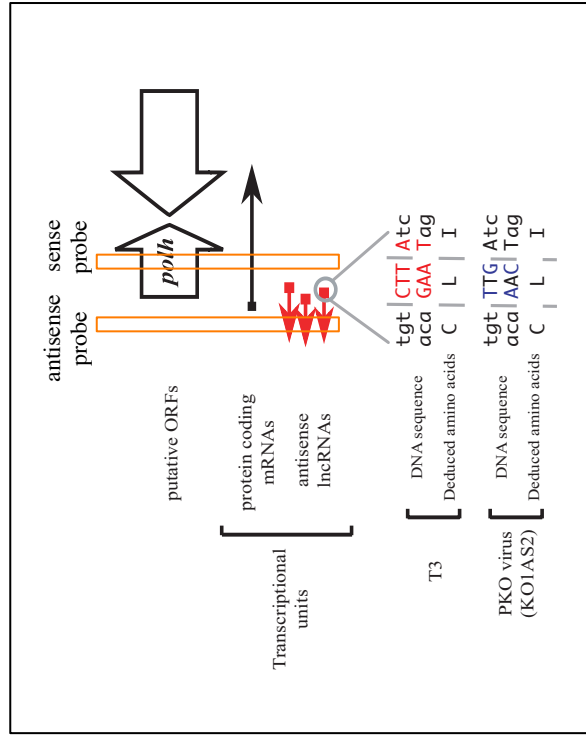 antisense probe
sense probe
putative ORFs
polh
Transcriptional units
protein coding mRNAs
antisense lncRNAs
T3
DNA sequence
tgt CTT Atc
aca GAA Tag
Deduced amino acids
C L I
PKO virus (KO1AS2)
DNA sequence
tgt TTG Atc
aca AAC Tag
Deduced amino acids
C L I